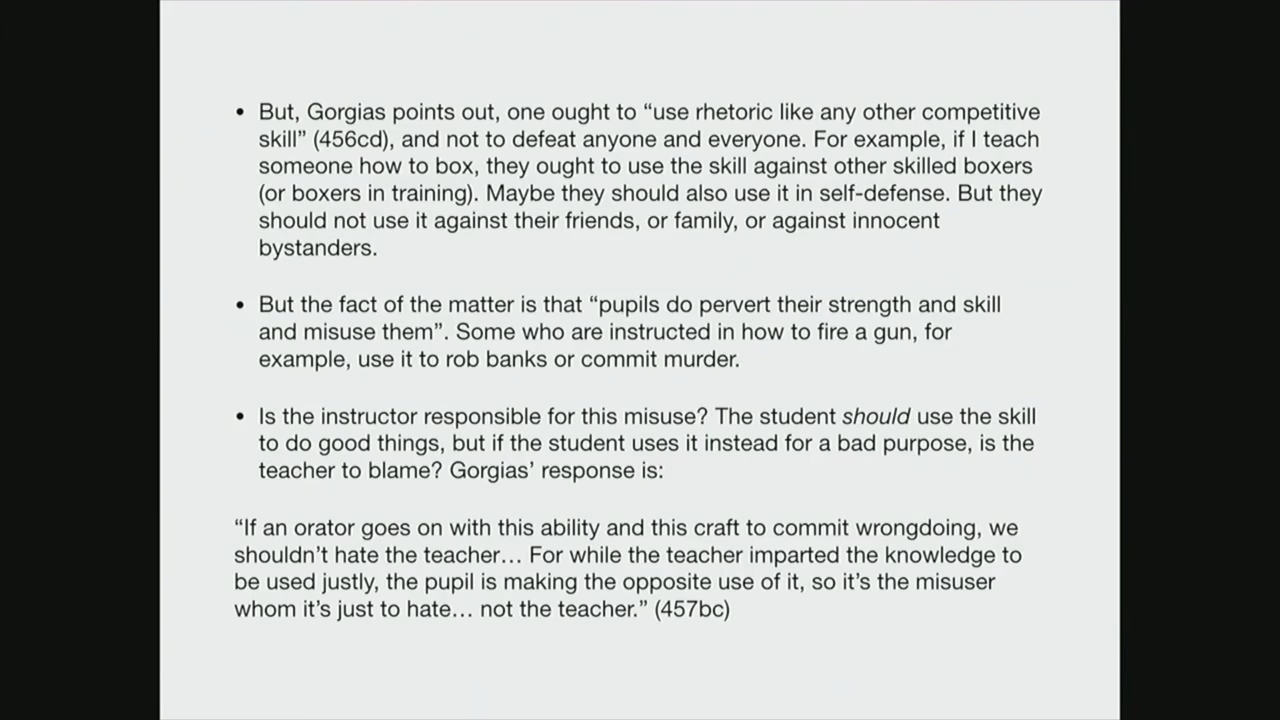 • But, Gorgias points out, one ought to “use rhetoric like any other competitive
skill” (456cd), and not to defeat anyone and everyone. For example, if I teach
someone how to box, they ought to use the skill against other skilled boxers
(or boxers in training). Maybe they should also use it in self-defense. But they
should not use it against their friends, or family, or against innocent
bystanders.
• But the fact of the matter is that “pupils do pervert their strength and skill
and misuse them”. Some who are instructed in how to fire a gun, for
example, use it to rob banks or commit murder.
• Is the instructor responsible for this misuse? The student should use the skill
to do good things, but if the student uses it instead for a bad purpose, is the
teacher to blame? Gorgias’ response is:
“If an orator goes on with this ability and this craft to commit wrongdoing, we
shouldn’t hate the teacher… For while the teacher imparted the knowledge to
be used justly, the pupil is making the opposite use of it, so it’s the misuser
whom it’s just to hate… not the teacher.” (457bc)